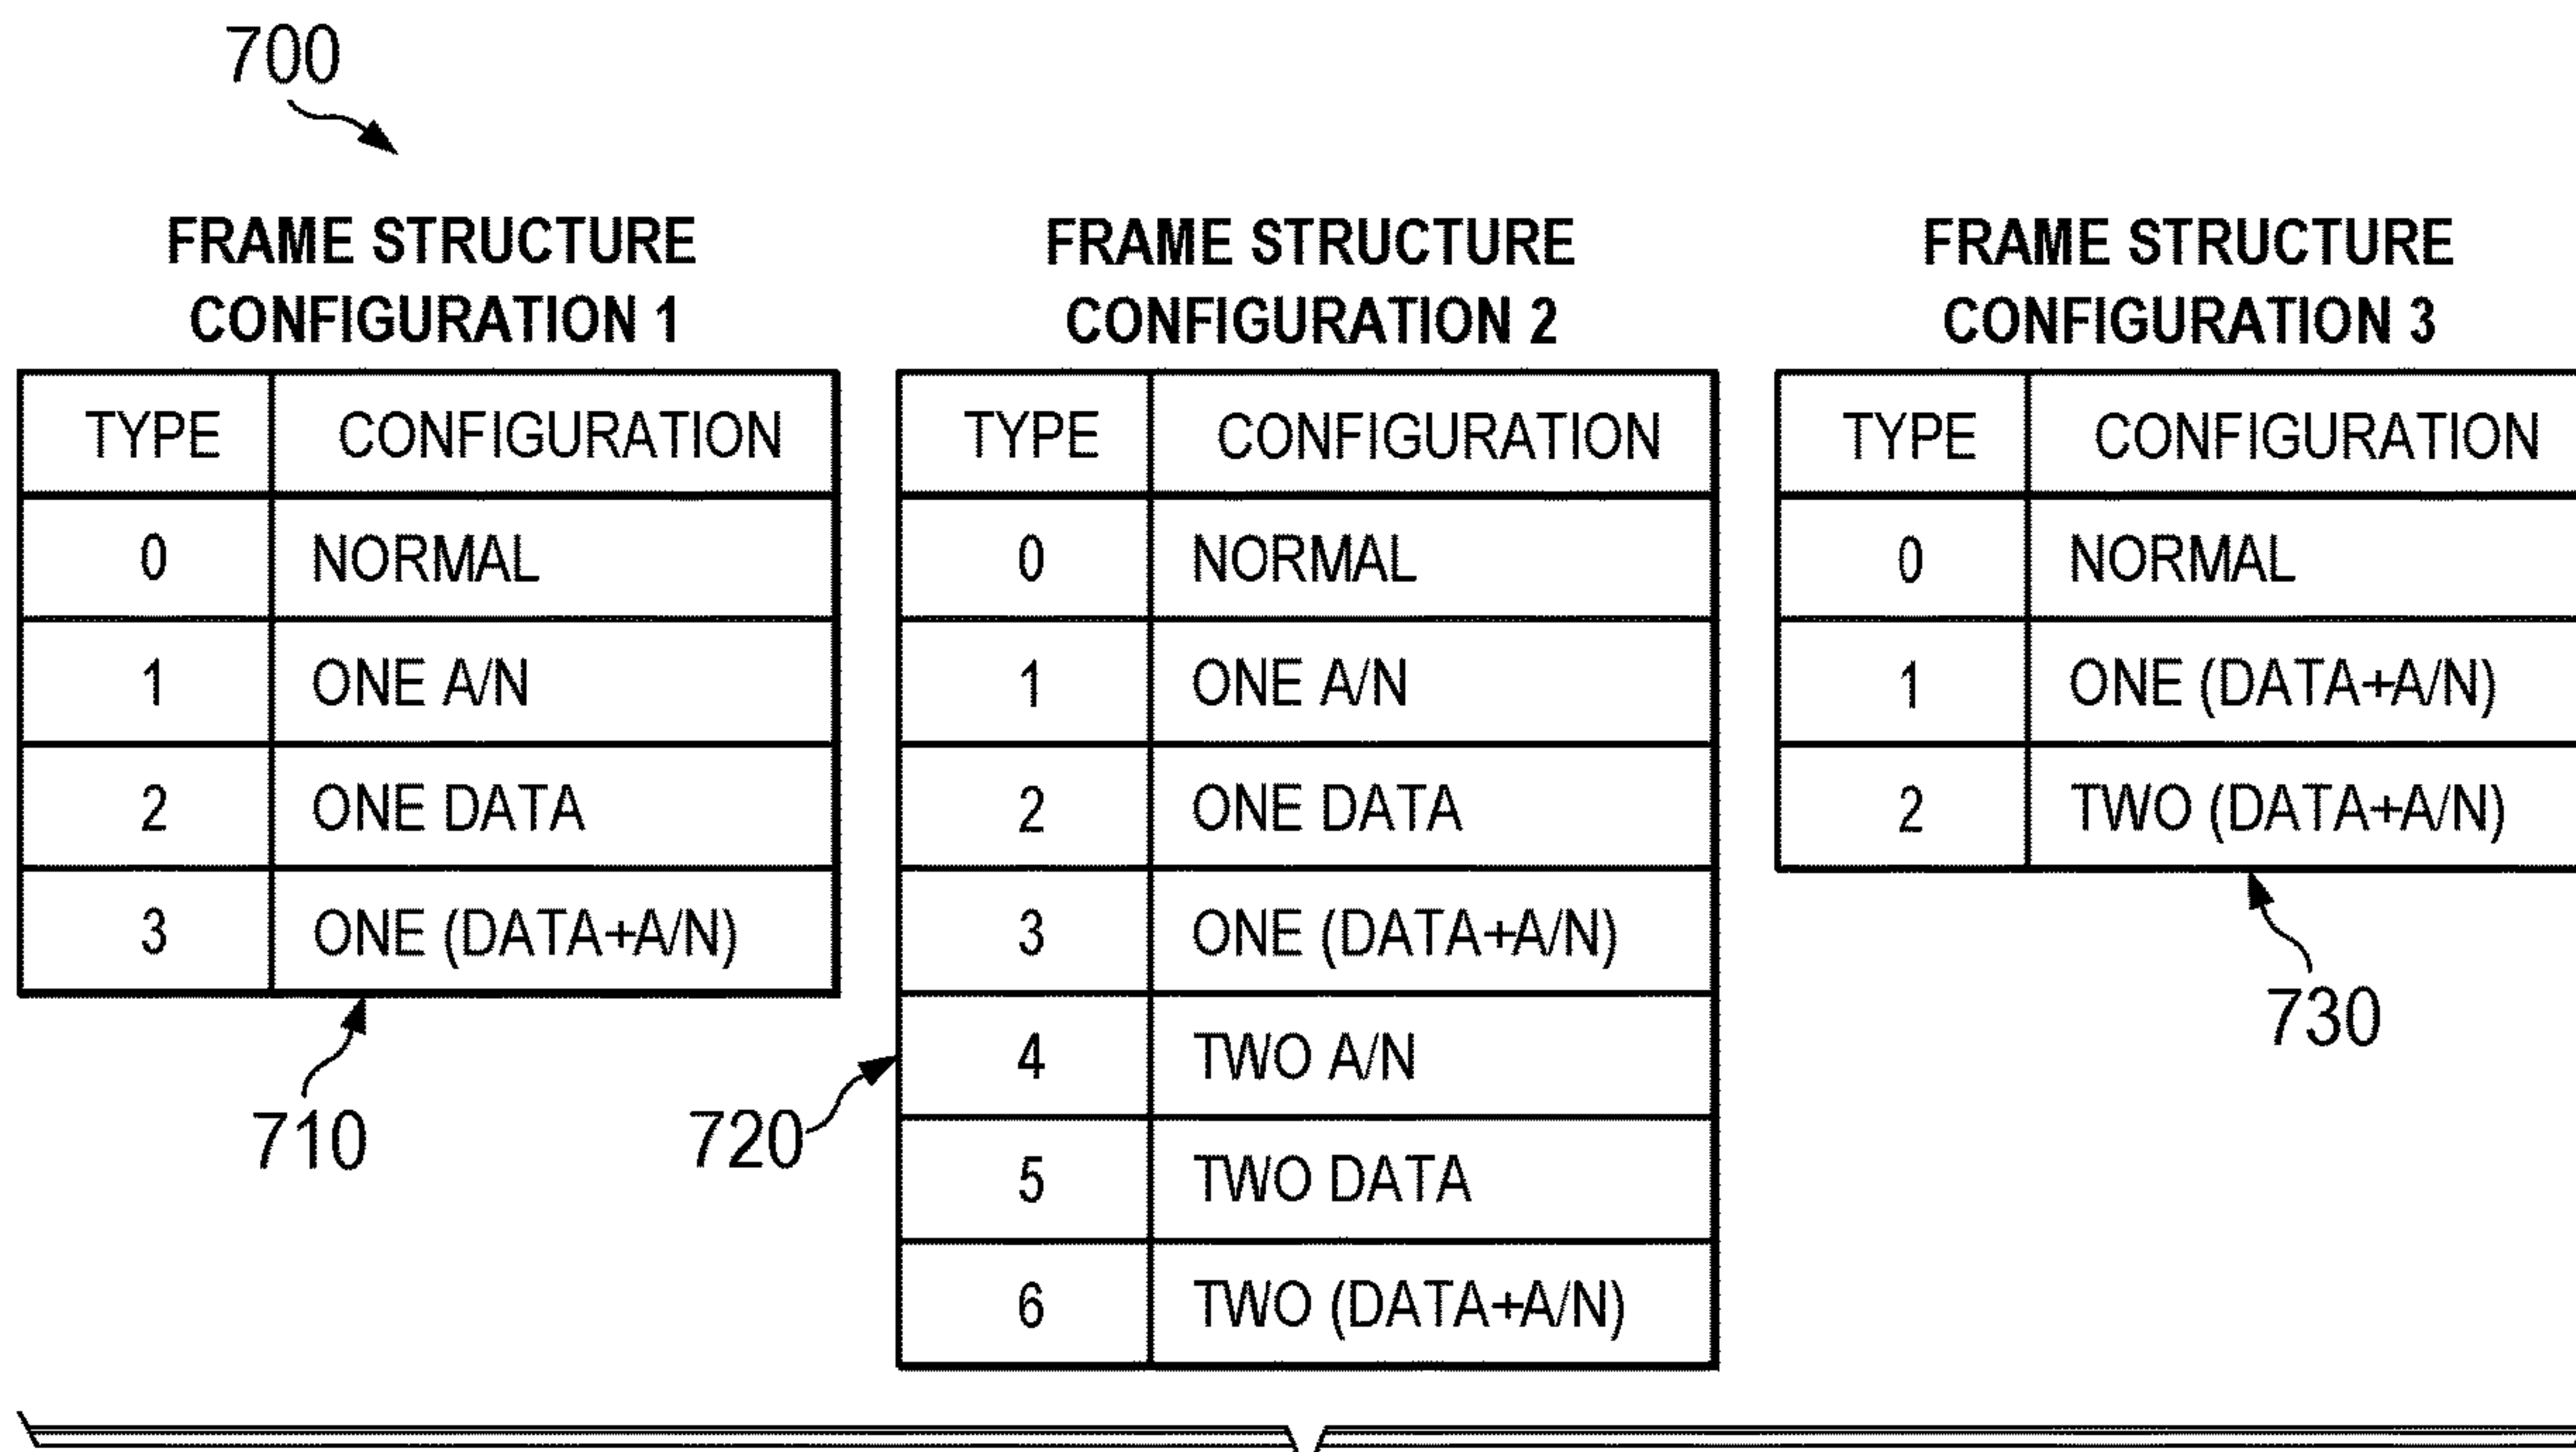 700
FRAME STRUCTURE
CONFIGURATION 1
TYPE CONFIGURATION
0 NORMAL
1 ONE A/N
2 ONE DATA
3 ONE (DATA+A/N)
710
FRAME STRUCTURE
CONFIGURATION 2
TYPE CONFIGURATION
0 NORMAL
1 ONE A/N
2 ONE DATA
3 ONE (DATA+A/N)
4 TWO A/N
5 TWO DATA
6 TWO (DATA+A/N)
720
FRAME STRUCTURE
CONFIGURATION 3
TYPE CONFIGURATION
0 NORMAL
1 ONE (DATA+A/N)
2 TWO (DATA+A/N)
730